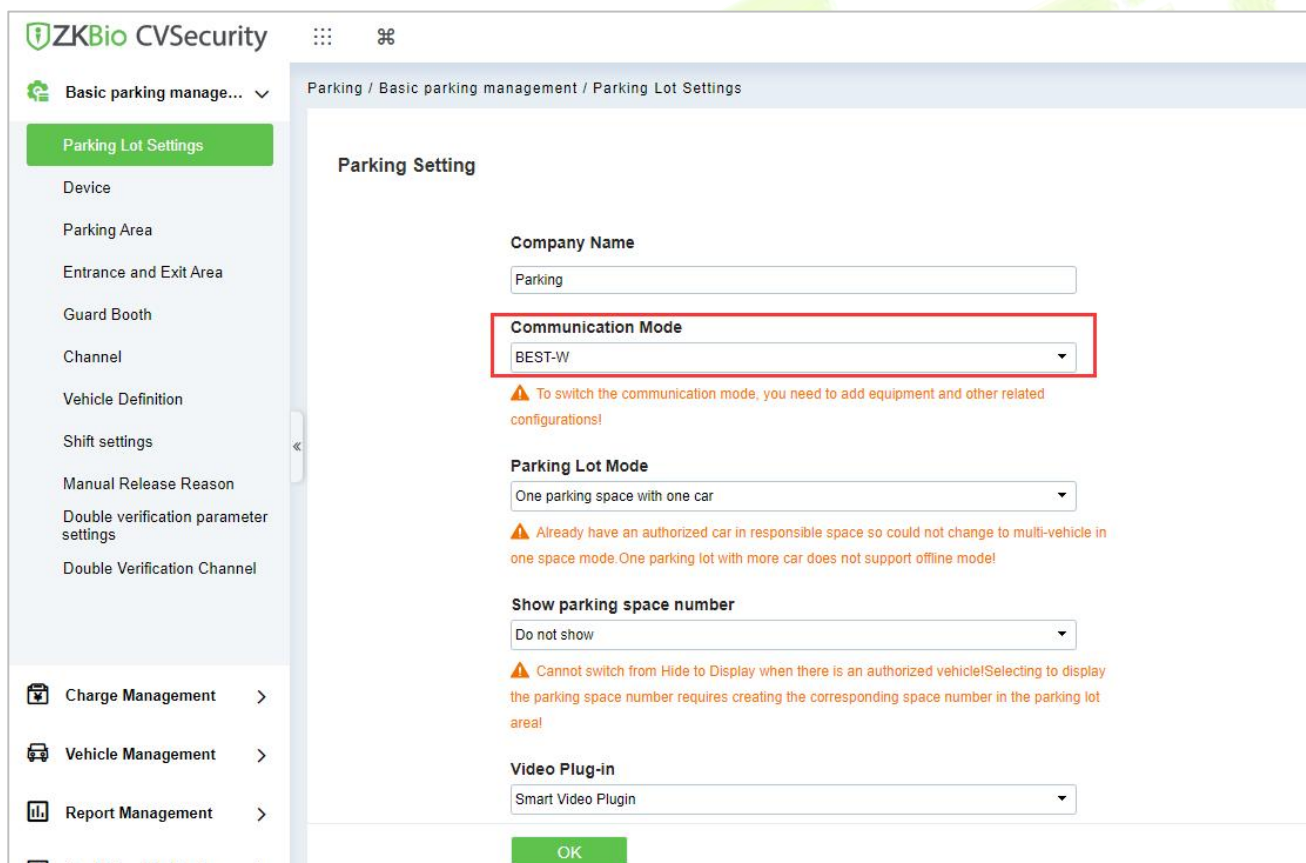 ZKBio CVSecurity
Basic parking manage...
Parking Lot Settings
Device
Parking Area
Entrance and Exit Area
Guard Booth
Channel
Vehicle Definition
Shift settings
Manual Release Reason
Double verification parameter
settings
Double Verification Channel
Charge Management
Vehicle Management
Report Management
Parking / Basic parking management / Parking Lot Settings
Parking Setting
Company Name
Parking
Communication Mode
BEST-W
To switch the communication mode, you need to add equipment and other related
configurations!
Parking Lot Mode
One parking space with one car
Already have an authorized car in responsible space so could not change to multi-vehicle in
one space mode.One parking lot with more car does not support offline mode!
Show parking space number
Do not show
Cannot switch from Hide to Display when there is an authorized vehicle!Selecting to display
the parking space number requires creating the corresponding space number in the parking lot
area!
Video Plug-in
Smart Video Plugin
OK